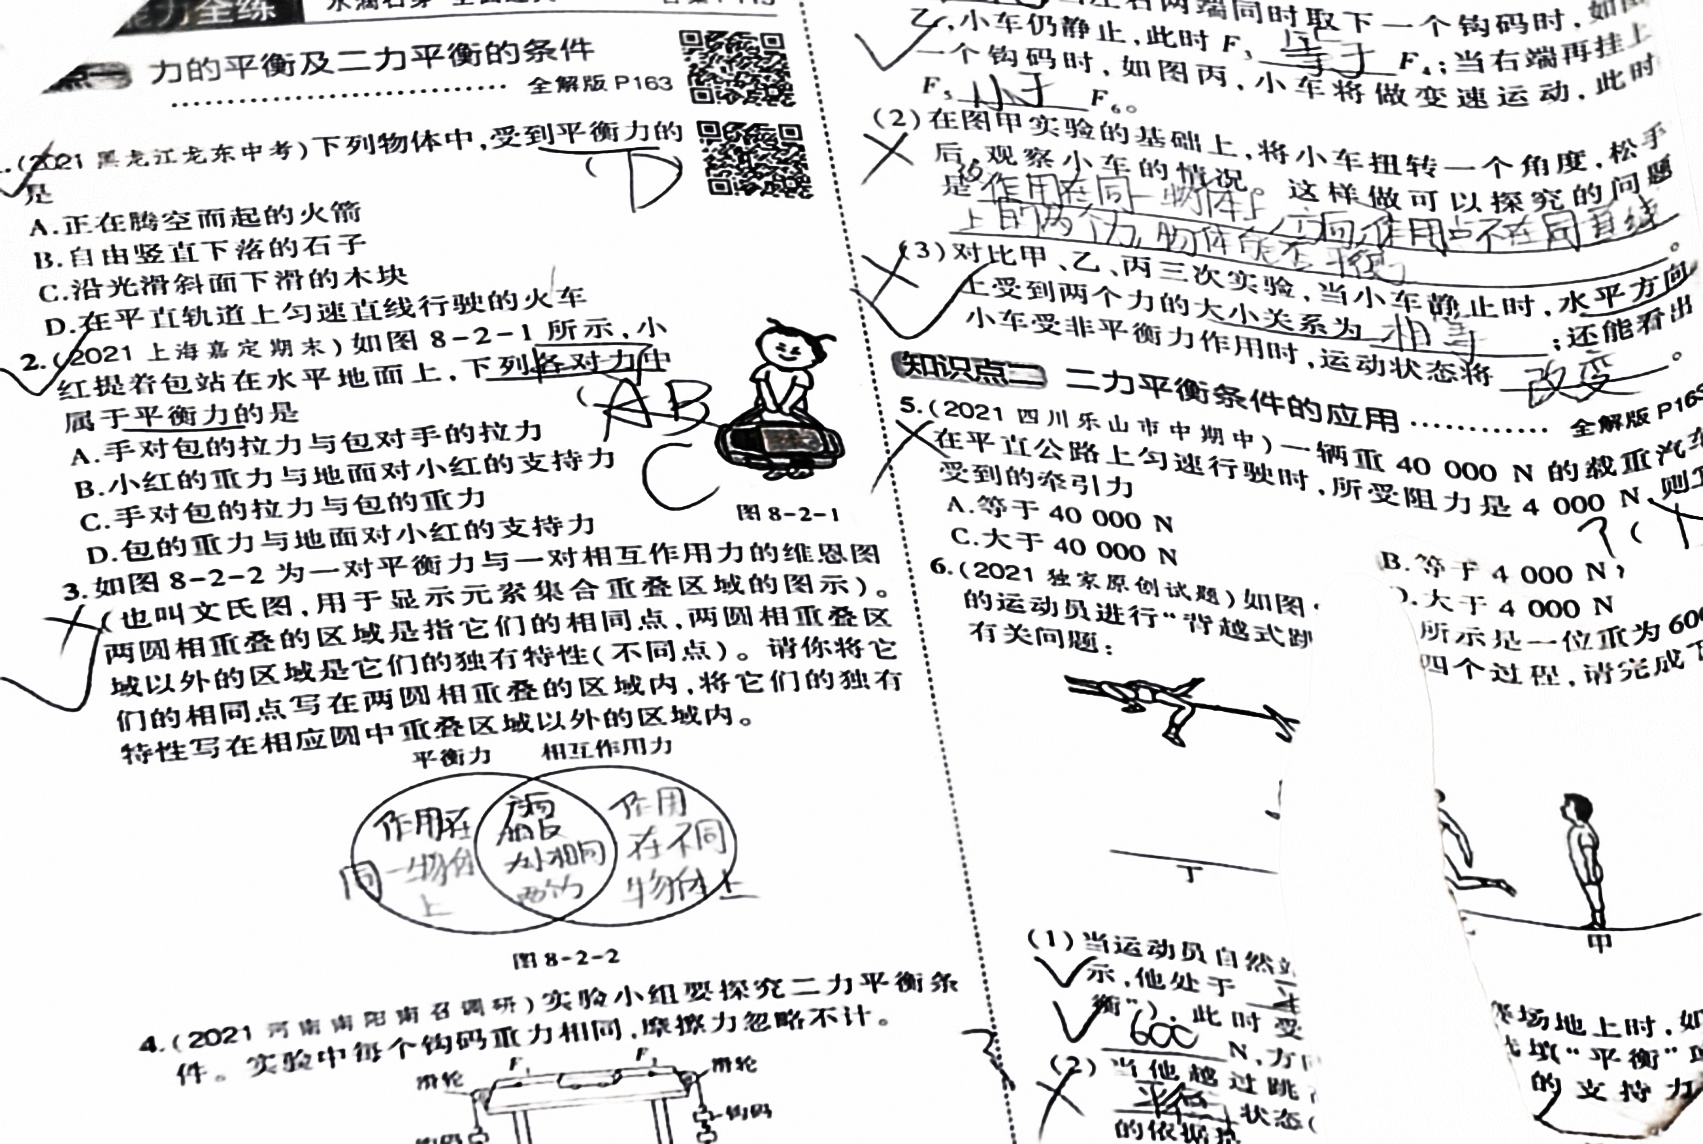 力全练
力的平衡及二力平衡的条件
全解版 P163
(2021 黑龙江龙东中考)下列物体中,受到平衡力的
是
(D
A.正在腾空而起的火箭
B.自由竖直下落的石子
C.沿光滑斜面下滑的木块
D.在平直轨道上匀速直线行驶的火车
2.(2021 上海嘉定期末)如图 8-2-1 所示,小
红提着包站在水平地面上,下列各对力中
属于平衡力的是
(AB
C
A.手对包的拉力与包对手的拉力
B.小红的重力与地面对小红的支持力
C.手对包的拉力与包的重力
D.包的重力与地面对小红的支持力
图 8-2-1
3.如图 8-2-2 为一对平衡力与一对相互作用力的维恩图
(也叫文氏图,用于显示元素集合重叠区域的图示)。
两圆相重叠的区域是指它们的相同点,两圆相重叠区
域以外的区域是它们的独有特性(不同点)。请你将它
们的相同点写在两圆相重叠的区域内,将它们的独有
特性写在相应圆中重叠区域以外的区域内。
平衡力 相互作用力
作用在
同一物体
上
方向
相反
大小相同
作用
在不同
物体上
图 8-2-2
4.(2021 河南南阳南召调研)实验小组要探究二力平衡条
件。实验中每个钩码重力相同,摩擦力忽略不计。
滑轮 滑轮
钩码 钩码
右两端同时取下一个钩码时,如图
乙,小车仍静止,此时 F₃ 等于 F₄;当右端再挂上
一个钩码时,如图丙,小车将做变速运动,此时
F₅ 小于 F₆。
(2)在图甲实验的基础上,将小车扭转一个角度,松手
后,观察小车的情况。这样做可以探究的问题
是作用在同一物体上方向,作用点不在同直线
上的两个力,物体能否平衡。
(3)对比甲、乙、丙三次实验,当小车静止时,水平方向
上受到两个力的大小关系为 相等 ;还能看出
小车受非平衡力作用时,运动状态将 改变 。
知识点二 二力平衡条件的应用
全解版 P163
5.(2021 四川乐山市中期中)一辆重 40 000 N 的载重汽车
在平直公路上匀速行驶时,所受阻力是 4 000 N,则
受到的牵引力
A.等于 40 000 N
B.等于 4 000 N
C.大于 40 000 N
D.大于 4 000 N
6.(2021 独家原创试题)如图
所示是一位重为 600
的运动员进行“背越式跳
四个过程,请完成
有关问题:
丁
甲
(1)当运动员自然
示,他处于
衡”),此时受
600 N,方向
(2)当他越过跳
平衡 状态(
的依据是
场地上时,如
填“平衡”
的支持力